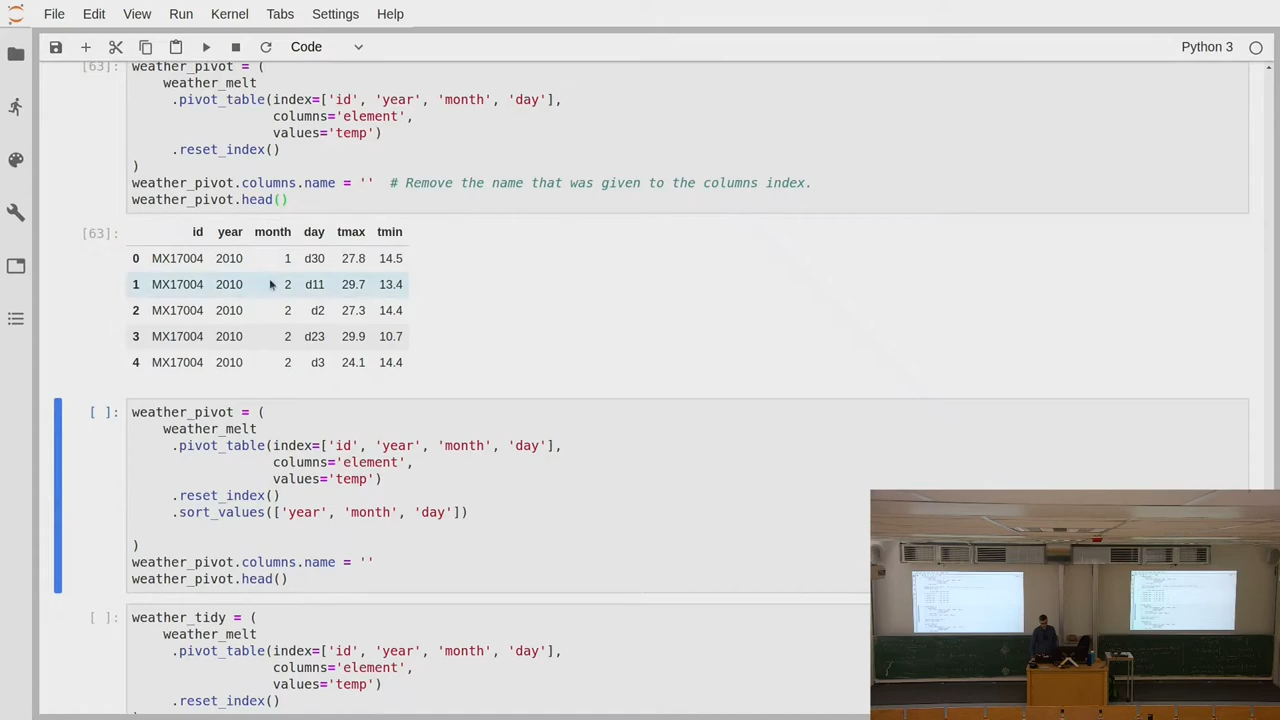 File Edit View Run Kernel Tabs Settings Help
Code
Python 3
[63]:
weather_pivot = (
weather_melt
.pivot_table(index=['id', 'year', 'month', 'day'],
columns='element',
values='temp')
.reset_index()
)
weather_pivot.columns.name = '' # Remove the name that was given to the columns index.
weather_pivot.head()
[63]:
id year month day tmax tmin
0 MX17004 2010 1 d30 27.8 14.5
1 MX17004 2010 2 d11 29.7 13.4
2 MX17004 2010 2 d2 27.3 14.4
3 MX17004 2010 2 d23 29.9 10.7
4 MX17004 2010 2 d3 24.1 14.4
[ ]:
weather_pivot = (
weather_melt
.pivot_table(index=['id', 'year', 'month', 'day'],
columns='element',
values='temp')
.reset_index()
.sort_values(['year', 'month', 'day'])
)
weather_pivot.columns.name = ''
weather_pivot.head()
[ ]:
weather_tidy = (
weather_melt
.pivot_table(index=['id', 'year', 'month', 'day'],
columns='element',
values='temp')
.reset_index()